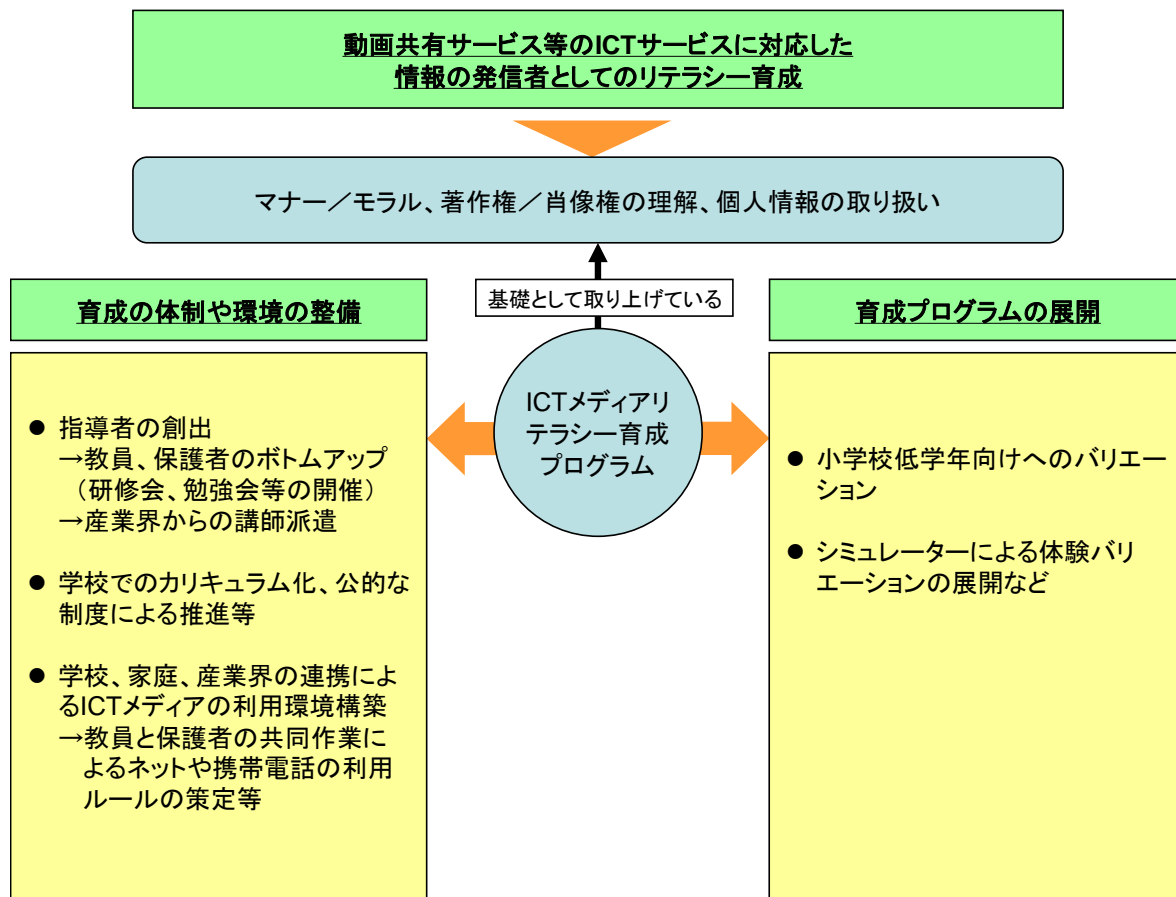 動画共有サービス等のICTサービスに対応した
情報の発信者としてのリテラシー育成
マナー／モラル、著作権／肖像権の理解、個人情報の取り扱い
基礎として取り上げている
ICTメディアリ
テラシー育成
プログラム
育成の体制や環境の整備
● 指導者の創出
→教員、保護者のボトムアップ
（研修会、勉強会等の開催）
→産業界からの講師派遣
● 学校でのカリキュラム化、公的な
制度による推進等
● 学校、家庭、産業界の連携によ
るICTメディアの利用環境構築
→教員と保護者の共同作業に
よるネットや携帯電話の利用
ルールの策定等
育成プログラムの展開
● 小学校低学年向けへのバリエー
ション
● シミュレーターによる体験バリ
エーションの展開など